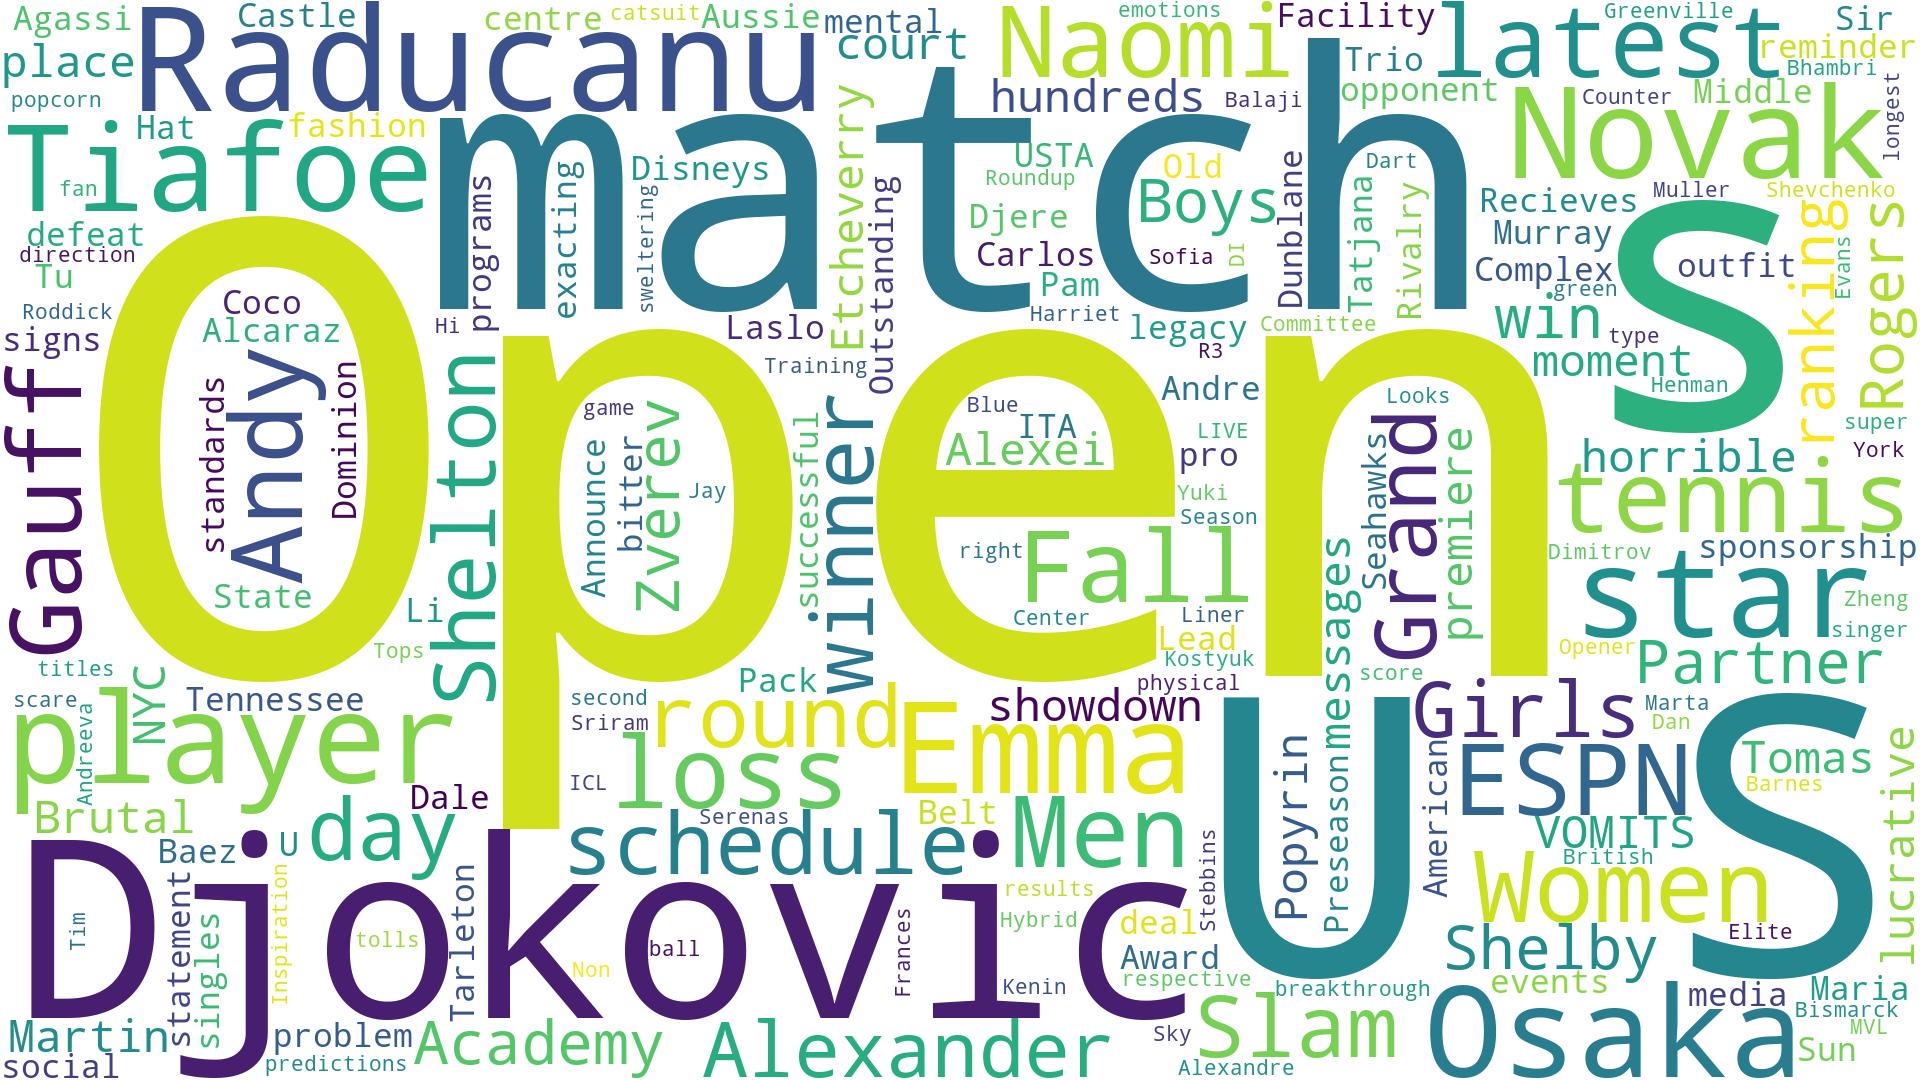 Agassi
Castle
centre
catsuit
Aussie
mental
court
Naomi
emotions
Facility
latest
Greenville
Sir
reminder
Bhambri
place
Raducanu
Trio
opponent
popcorn
hundreds
Balaji
Counter
Middle
longest
Novak
Tiafoe
Hat
fashion
match
fan
Disneys
USTA
Roundup
Old
Boys
Dart
Recieves
Muller
Shevchenko
defeat
direction
Tu
programs
exacting
sweltering
Etcheverry
Outstanding
Djere
Carlos
Pam
Harriet
Sofia
DI
Dunblane
Tatjana
Rivalry
Murray
Complex
green
outfit
S
ranking
Evans
Rogers
Roddick
signs
Coco
Alcaraz
Hi
Laslo
Training
legacy
R3
Committee
win
type
moment
Henman
Open
Gauff
standards
Andy
Dominion
State
Shelton
game
Announce
bitter
Zverev
Jay
successful
winner
Blue
ITA
Alexei
Andre
LIVE
pro
Yuki
Season
Looks
Seahawks
Grand
premiere
super
York
horrible
tennis
Dimitrov
sponsorship
right
Fall
Center
Liner
Lead
Kostyuk
physical
messages
star
Zheng
singer
Opener
Partner
Li
Tops
titles
scare
Andreeva
NYC
Tennessee
player
Pack
second
Sriram
round
showdown
Emma
score
Girls
Marta
Dan
ESPN
Tomas
Barnes
lucrative
US
Popyrin
Preseason
American
ICL
loss
Dale
Brutal
Baez
U
day
Serenas
schedule
Belt
Men
VOMITS
British
Women
Djokovic
Tim
statement
singles
Inspiration
tolls
Tarleton
Non
ball
Frances
results
Hybrid
Kenin
deal
Award
respective
Stebbins
breakthrough
Shelby
Elite
events
media
Maria
Bismarck
MVL
Martin
social
problem
predictions
Academy
Alexander
Sky
Slam
Alexandre
Osaka
Sun